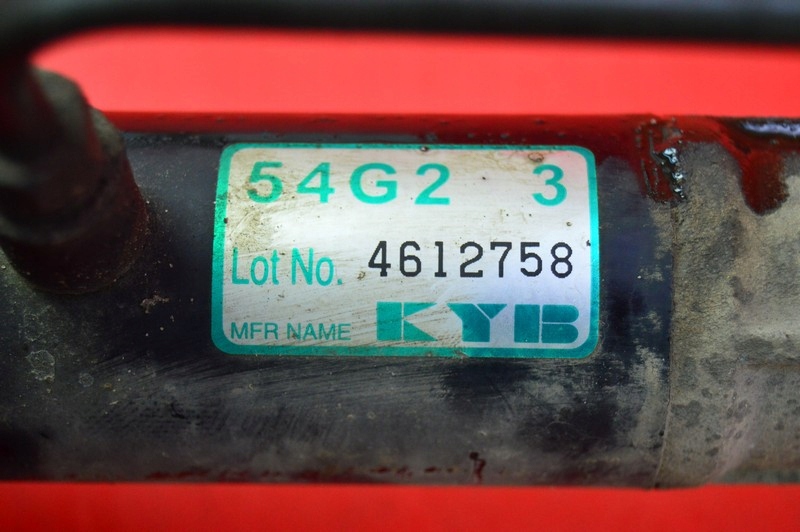 54G2 3
Lot No. 4612758
MFR NAME KYB